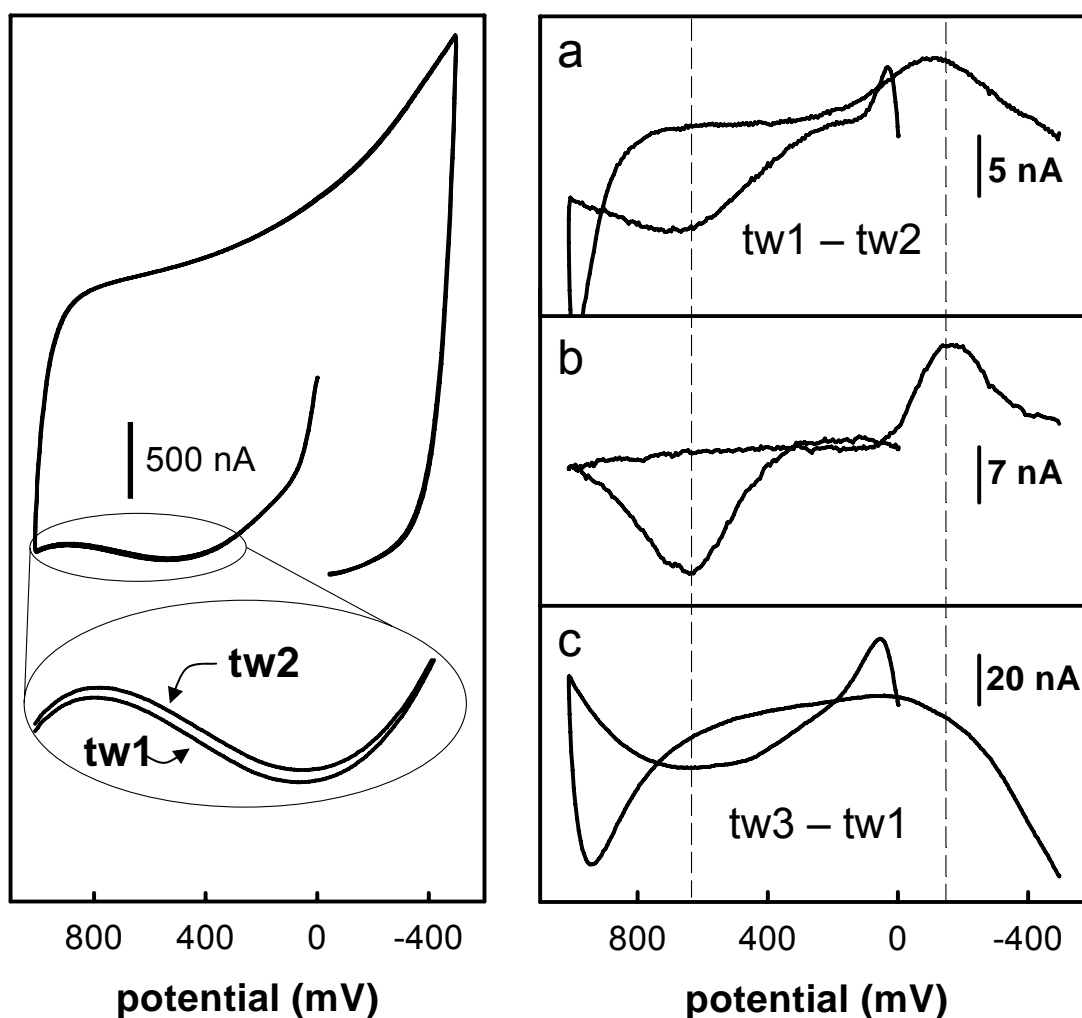 500 nA
tw2
tw1
800 400 0 -400
potential (mV)
a
5 nA
tw1 – tw2
b
7 nA
c
20 nA
tw3 – tw1
800 400 0 -400
potential (mV)